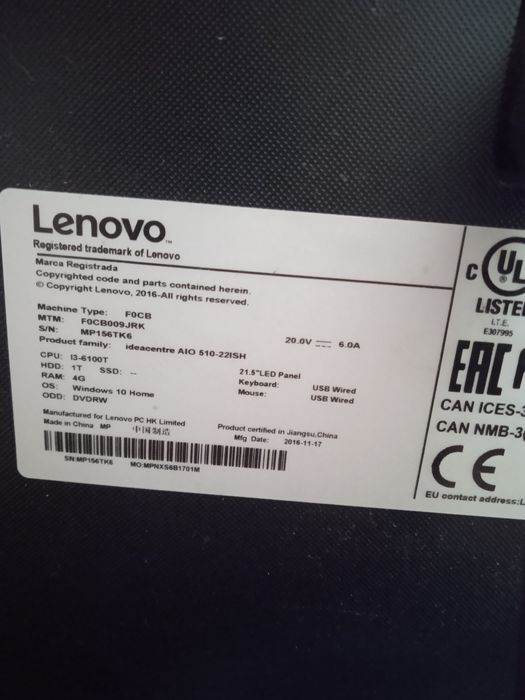 Lenovo™
Registered trademark of Lenovo
Marca Registrada
Copyrighted code and parts contained herein.
© Copyright Lenovo, 2016-All rights reserved.
Machine Type: F0CB
MTM: F0CB009JRK
S/N: MP156TK6
20.0V 6.0A
Product family: ideacentre AIO 510-22ISH
CPU: I3-6100T
21.5"LED Panel
HDD: 1T SSD: --
Keyboard: USB Wired
RAM: 4G
Mouse: USB Wired
OS: Windows 10 Home
ODD: DVDRW
Manufactured for Lenovo PC HK Limited
Product certified in Jiangsu,China
Made in China MP 中国制造
Mfg Date: 2016-11-17
SN:MP156TK6 MO:MPNXS6B1701M
C UL
®
LISTE
I.T.E.
E307995
EAC
CAN ICES-3
CAN NMB-3
CE
EU contact address:L